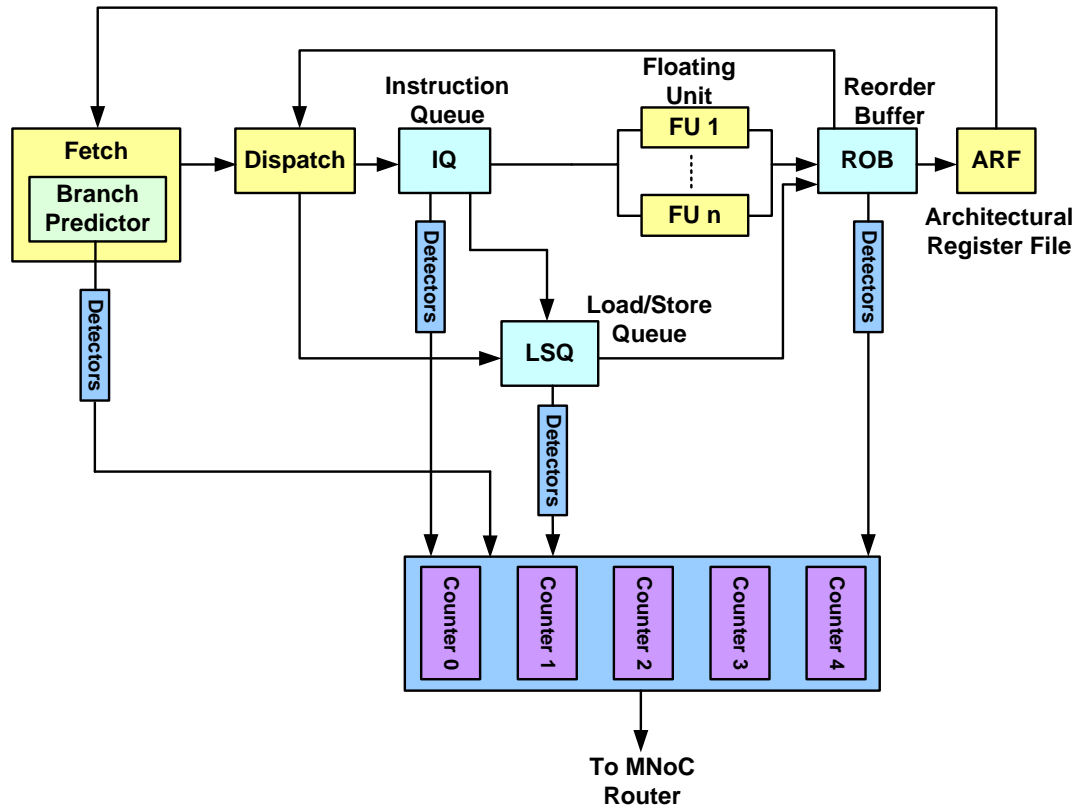 Instruction
Queue
Floating
Unit
Reorder
Buffer
Fetch
Branch
Predictor
Dispatch
IQ
FU 1
FU n
ROB
ARF
Architectural
Register File
Detectors
Detectors
Detectors
Load/Store
Queue
LSQ
Detectors
Counter 0
Counter 1
Counter 2
Counter 3
Counter 4
To MNoC
Router